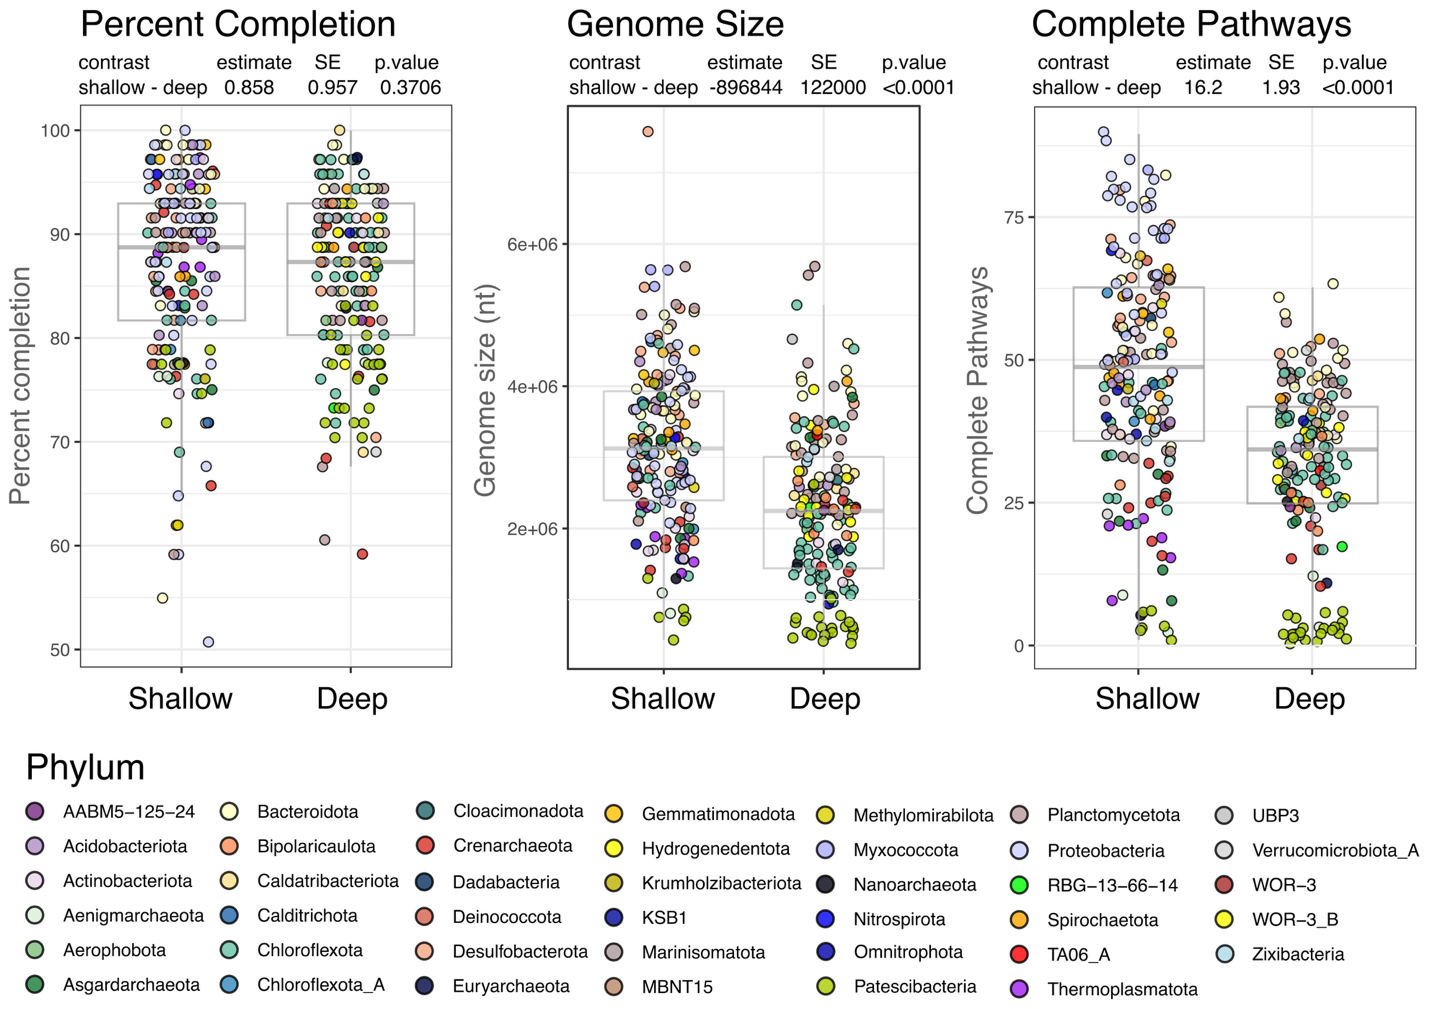 Percent Completion
contrast estimate SE p.value
shallow - deep 0.858 0.957 0.3706
100
90
80
70
60
50
Percent completion
Shallow Deep
Genome Size
contrast estimate SE p.value
shallow - deep -896844 122000 <0.0001
6e+06
4e+06
2e+06
Genome size (nt)
Shallow Deep
Complete Pathways
contrast estimate SE p.value
shallow - deep 16.2 1.93 <0.0001
75
50
25
0
Complete Pathways
Shallow Deep
Phylum
AABM5-125-24
Acidobacteriota
Actinobacteriota
Aenigmarchaeota
Aerophobota
Asgardarchaeota
Bacteroidota
Bipolaricaulota
Caldatribacteriota
Calditrichota
Chloroflexota
Chloroflexota_A
Cloacimonadota
Crenarchaeota
Dadabacteria
Deinococcota
Desulfobacterota
Euryarchaeota
Gemmatimonadota
Hydrogenedentota
Krumholzibacteriota
KSB1
Marinisomatota
MBNT15
Methylomirabilota
Myxococcota
Nanoarchaeota
Nitrospirota
Omnitrophota
Patescibacteria
Planctomycetota
Proteobacteria
RBG-13-66-14
Spirochaetota
TA06_A
Thermoplasmatota
UBP3
Verrucomicrobiota_A
WOR-3
WOR-3_B
Zixibacteria